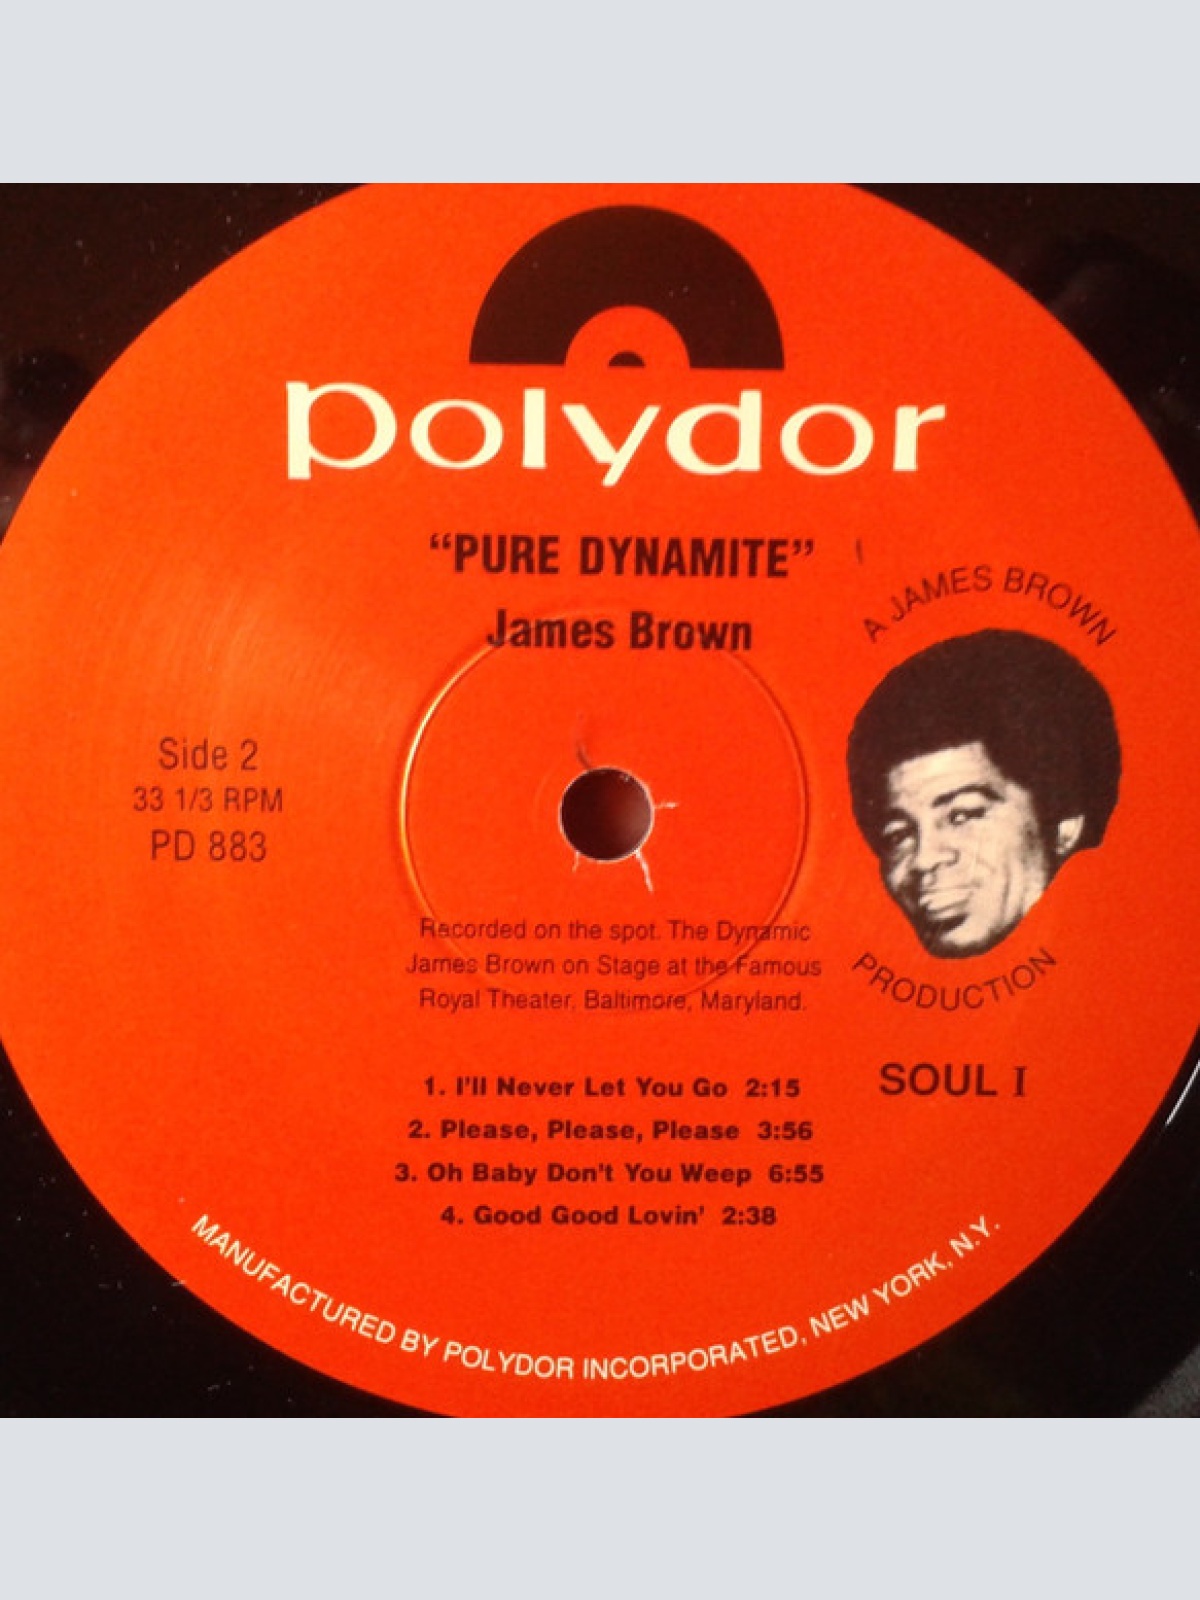 polydor
“PURE DYNAMITE”
James Brown
A JAMES BROWN
PRODUCTION
SOUL I
Side 2
33 1/3 RPM
PD 883
Recorded on the spot. The Dynamic
James Brown on Stage at the Famous
Royal Theater, Baltimore, Maryland.
1. I'll Never Let You Go 2:15
2. Please, Please, Please 3:56
3. Oh Baby Don't You Weep 6:55
4. Good Good Lovin' 2:38
MANUFACTURED BY POLYDOR INCORPORATED, NEW YORK, N.Y.